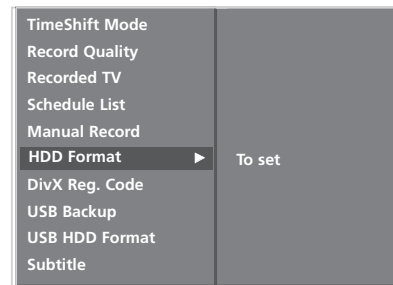 TimeShift Mode
Record Quality
Recorded TV
Schedule List
Manual Record
HDD Format ▶ To set
DivX Reg. Code
USB Backup
USB HDD Format
Subtitle